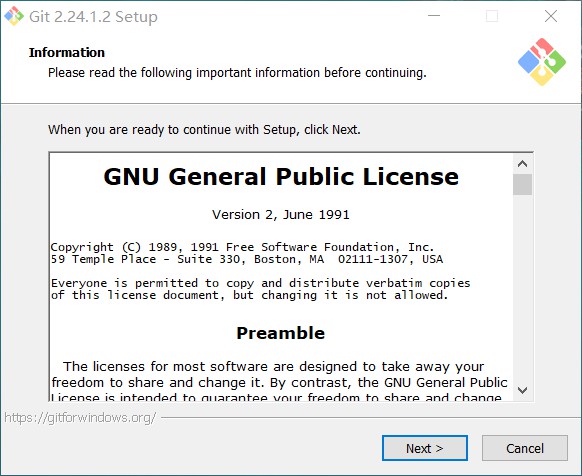 Git 2.24.1.2 Setup
Information
Please read the following important information before continuing.
When you are ready to continue with Setup, click Next.
GNU General Public License
Version 2, June 1991
Copyright (C) 1989, 1991 Free Software Foundation, Inc.
59 Temple Place - Suite 330, Boston, MA  02111-1307, USA
Everyone is permitted to copy and distribute verbatim copies
of this license document, but changing it is not allowed.
Preamble
The licenses for most software are designed to take away your
freedom to share and change it. By contrast, the GNU General Public
License is intended to guarantee your freedom to share and change
https://gitforwindows.org/
Next >
Cancel